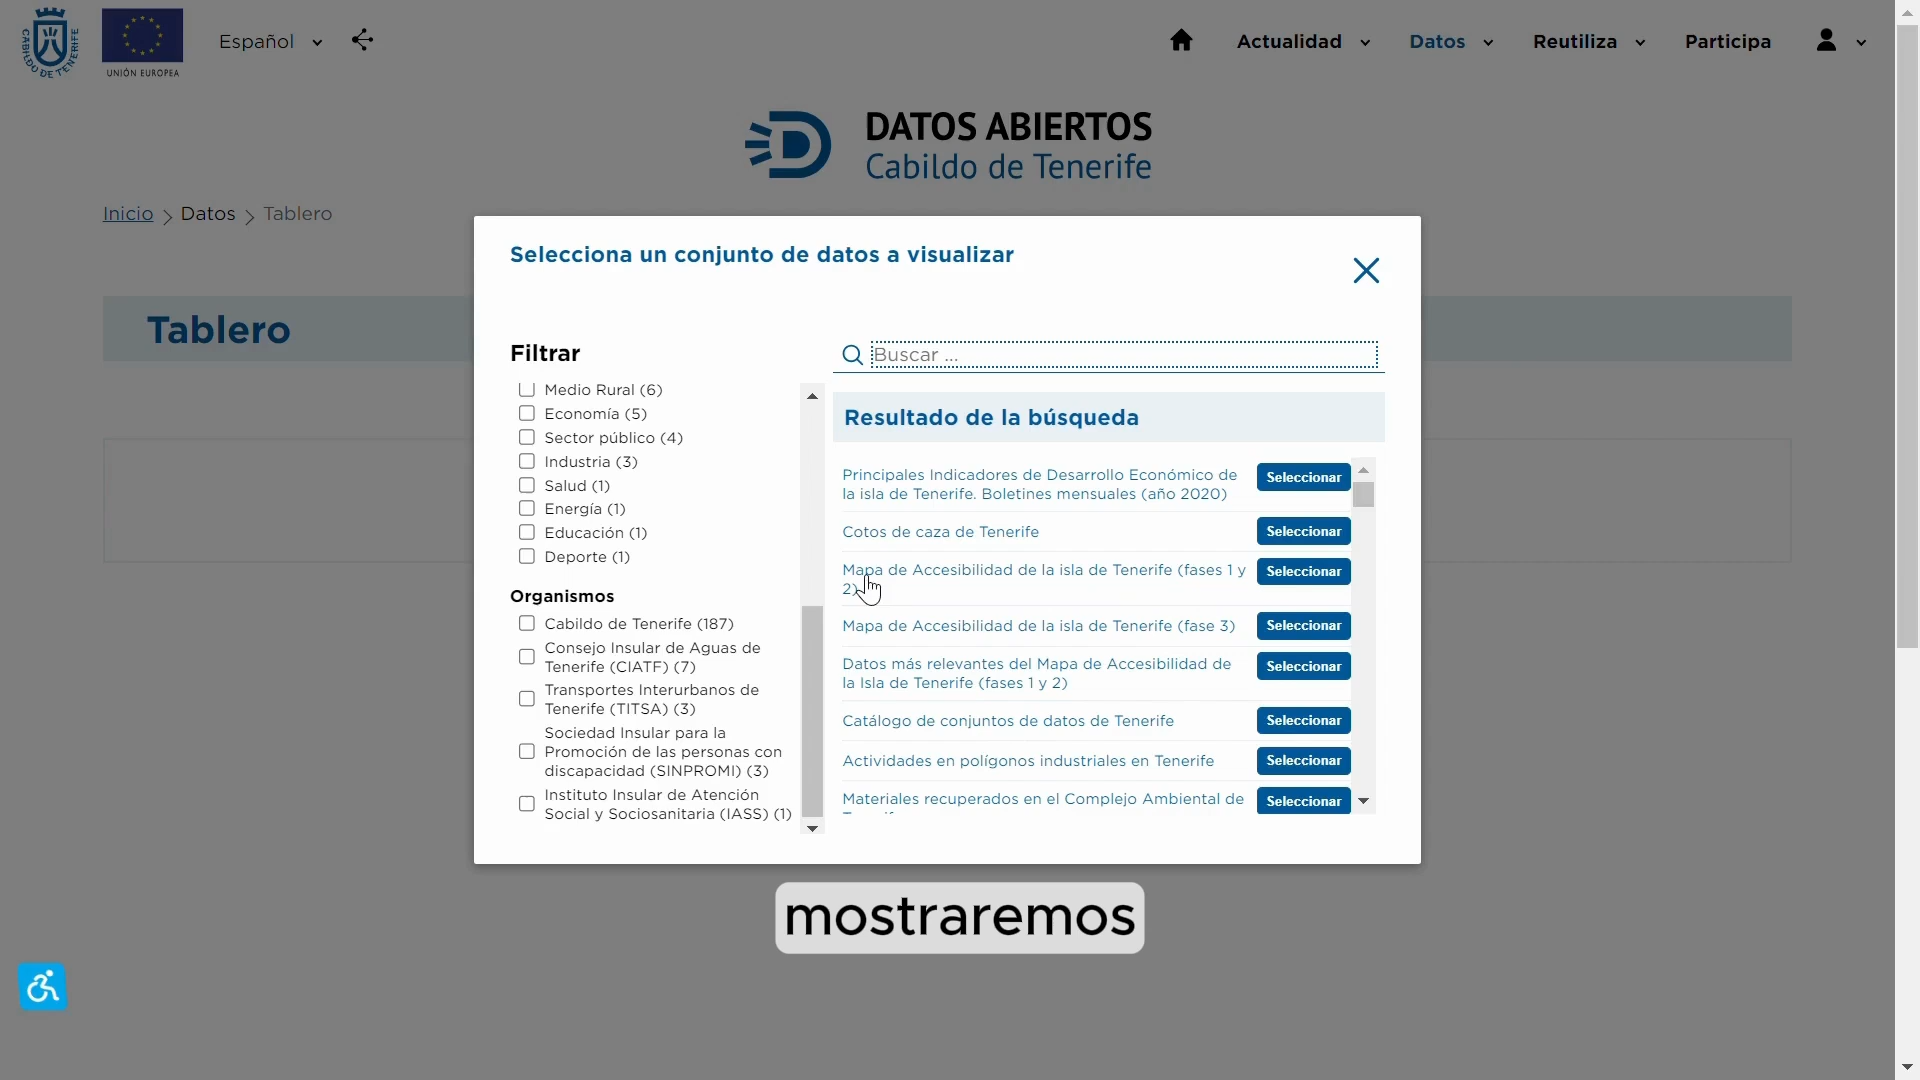 CABILDO DE TENERIFE
UNIÓN EUROPEA
Español
Actualidad
Datos
Reutiliza
Participa
DATOS ABIERTOS
Cabildo de Tenerife
Inicio
Datos
Tablero
Tablero
Selecciona un conjunto de datos a visualizar
Filtrar
Medio Rural (6)
Economía (5)
Sector público (4)
Industria (3)
Salud (1)
Energía (1)
Educación (1)
Deporte (1)
Organismos
Cabildo de Tenerife (187)
Consejo Insular de Aguas de
Tenerife (CIATF) (7)
Transportes Interurbanos de
Tenerife (TITSA) (3)
Sociedad Insular para la
Promoción de las personas con
discapacidad (SINPROMI) (3)
Instituto Insular de Atención
Social y Sociosanitaria (IASS) (1)
Buscar ...
Resultado de la búsqueda
Principales Indicadores de Desarrollo Económico de
la isla de Tenerife. Boletines mensuales (año 2020)
Seleccionar
Cotos de caza de Tenerife
Seleccionar
Mapa de Accesibilidad de la isla de Tenerife (fases 1 y
2)
Seleccionar
Mapa de Accesibilidad de la isla de Tenerife (fase 3)
Seleccionar
Datos más relevantes del Mapa de Accesibilidad de
la Isla de Tenerife (fases 1 y 2)
Seleccionar
Catálogo de conjuntos de datos de Tenerife
Seleccionar
Actividades en polígonos industriales en Tenerife
Seleccionar
Materiales recuperados en el Complejo Ambiental de
Seleccionar
mostraremos